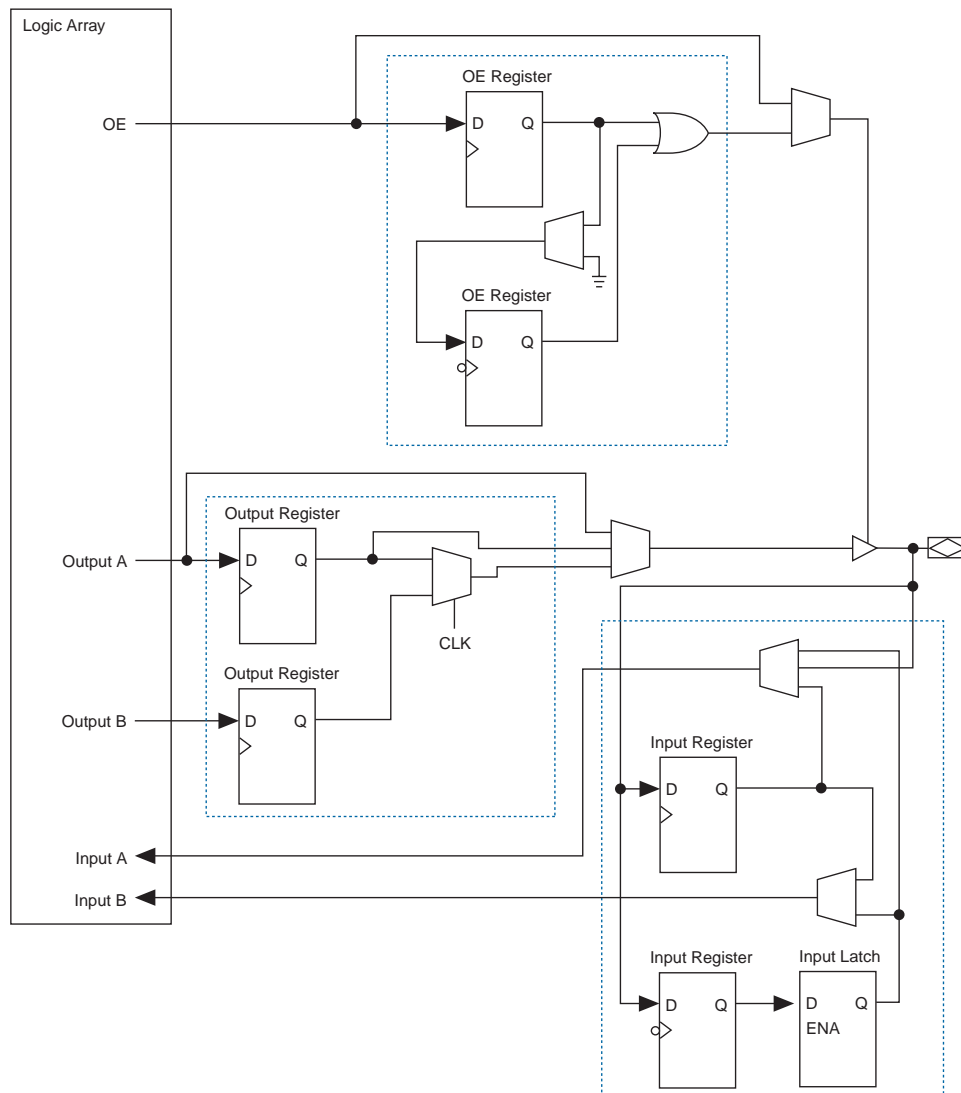 Logic Array
OE Register
OE
D Q
OE Register
D Q
Output Register
Output A
D Q
CLK
Output Register
Output B
D Q
Input Register
D Q
Input A
Input B
Input Register
Input Latch
D Q
D Q
ENA